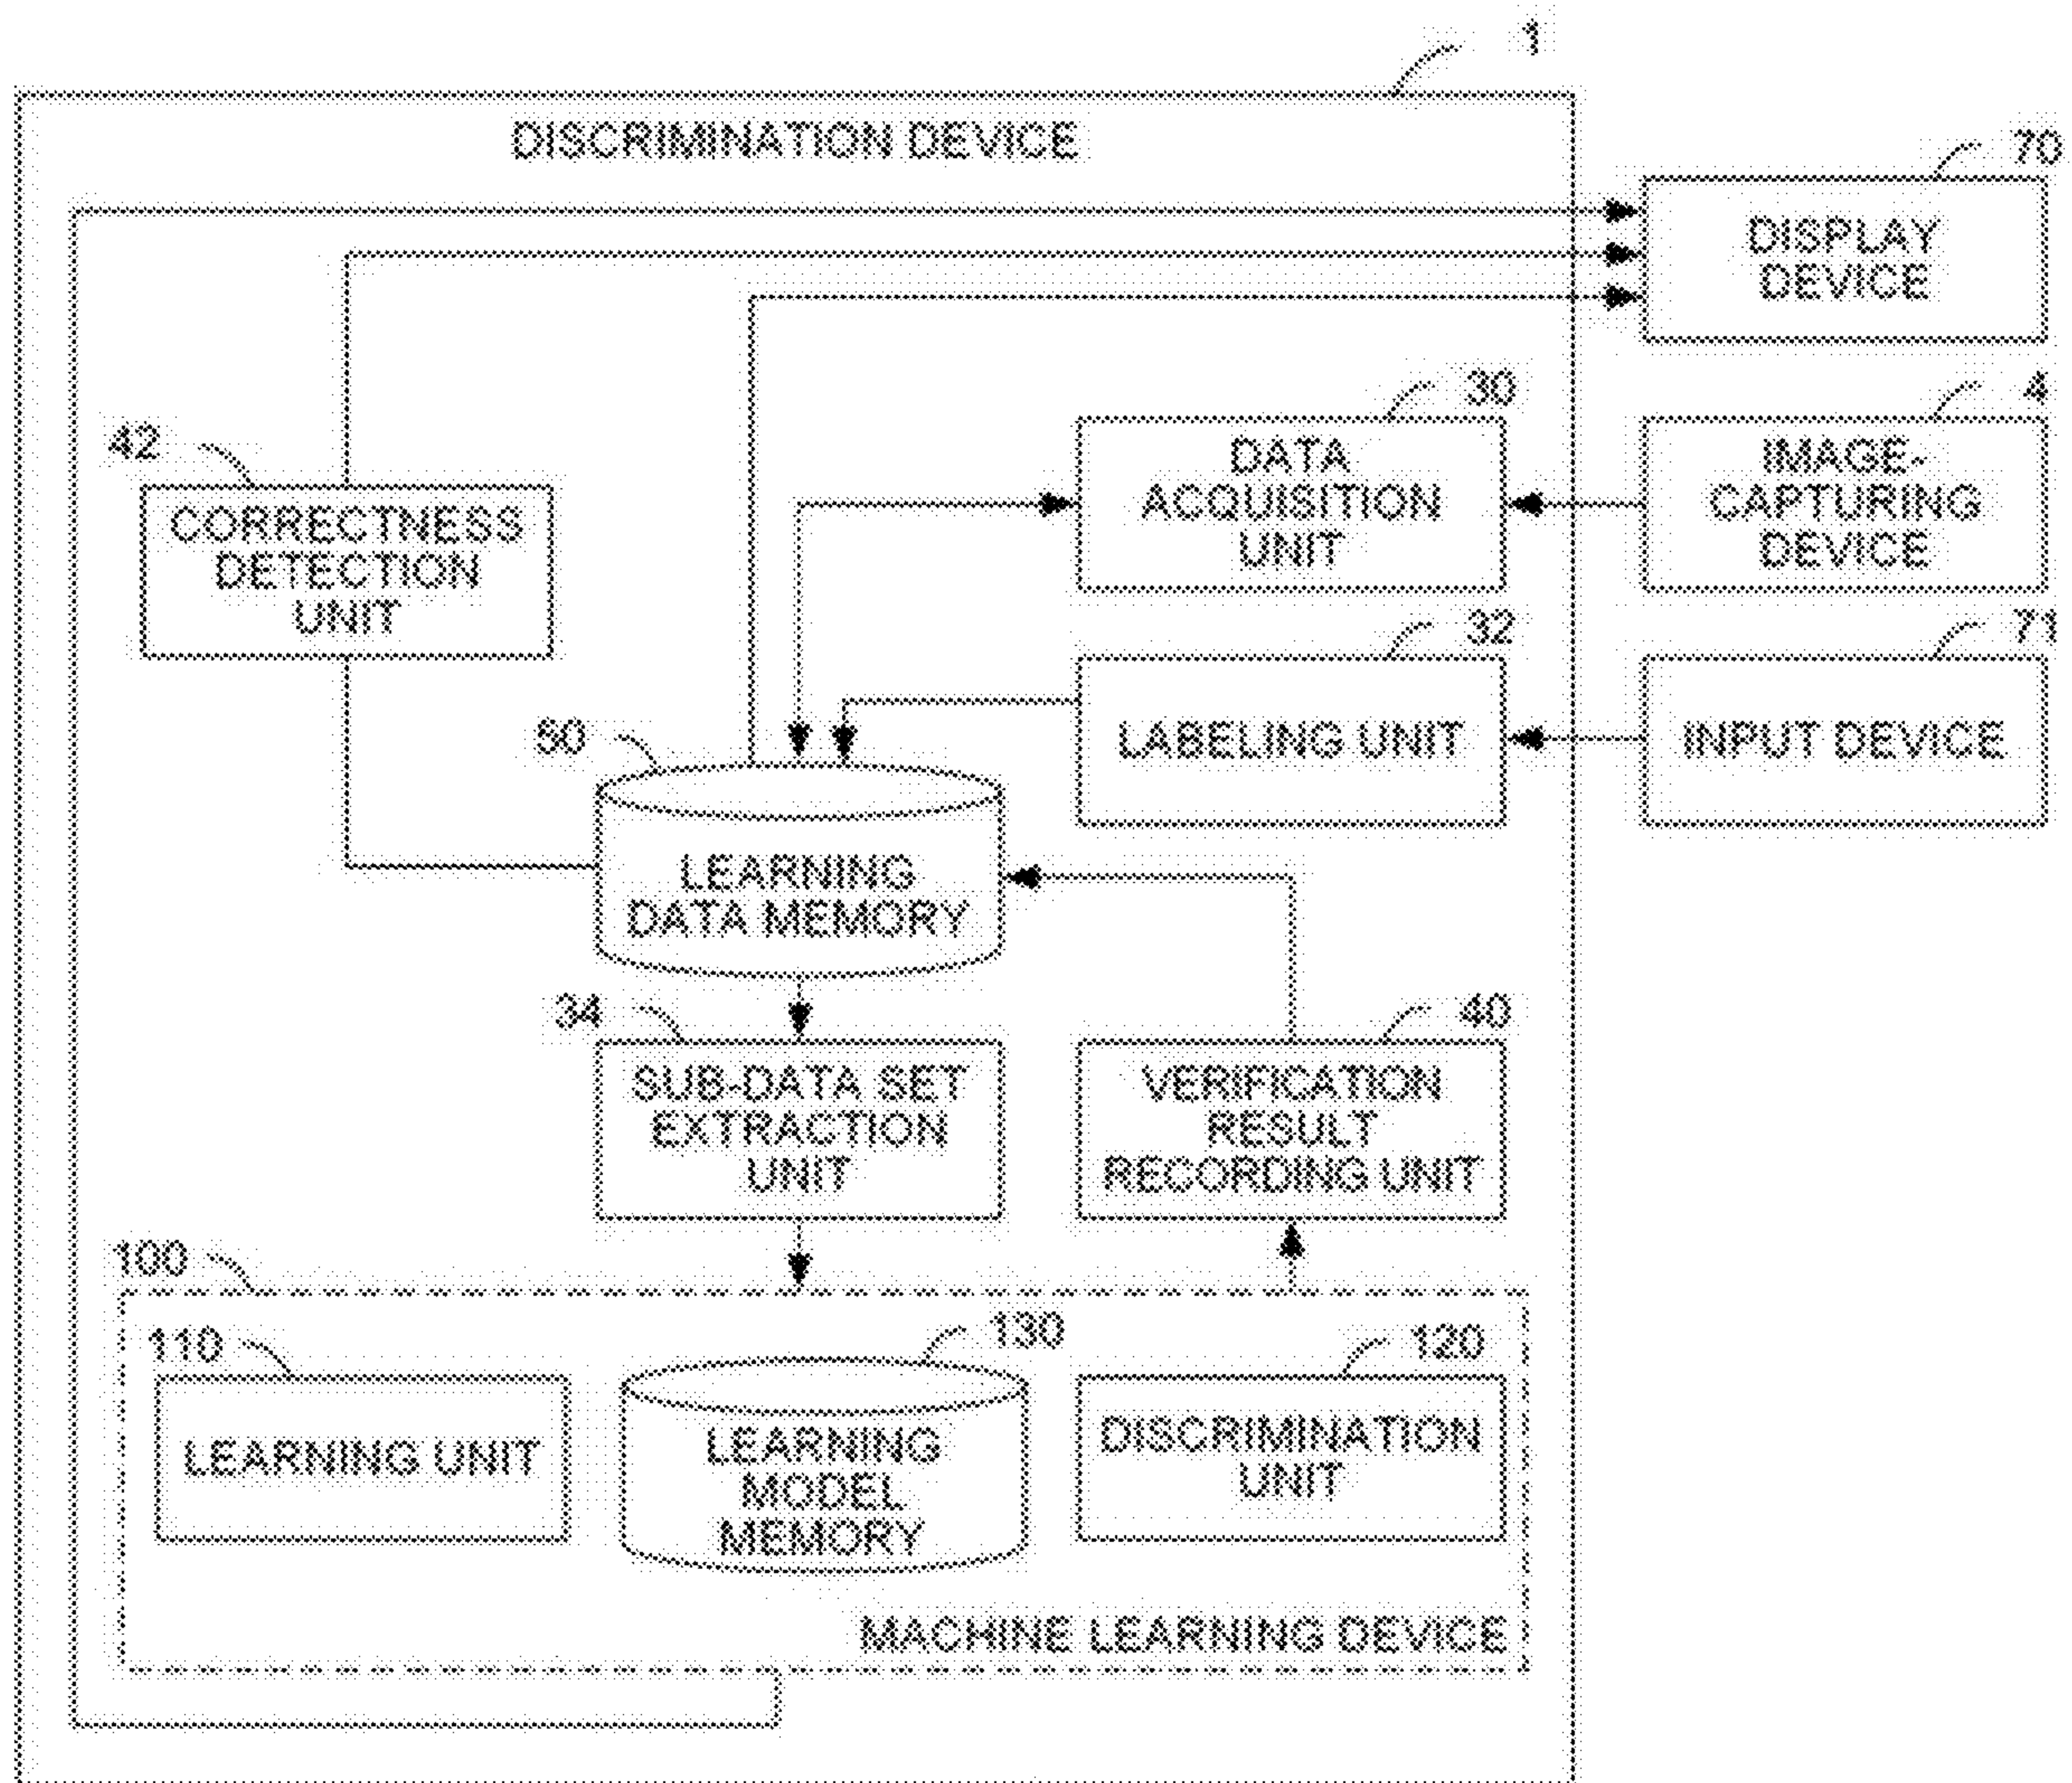 1
DISCRIMINATION DEVICE
70
DISPLAY
DEVICE
30
4
DATA
ACQUISITION
UNIT
IMAGE-
CAPTURING
DEVICE
42
CORRECTNESS
DETECTION
UNIT
32
71
LABELING UNIT
INPUT DEVICE
50
LEARNING
DATA MEMORY
34
40
SUB-DATA SET
EXTRACTION
UNIT
VERIFICATION
RESULT
RECORDING UNIT
100
110
130
120
LEARNING UNIT
LEARNING
MODEL
MEMORY
DISCRIMINATION
UNIT
MACHINE LEARNING DEVICE